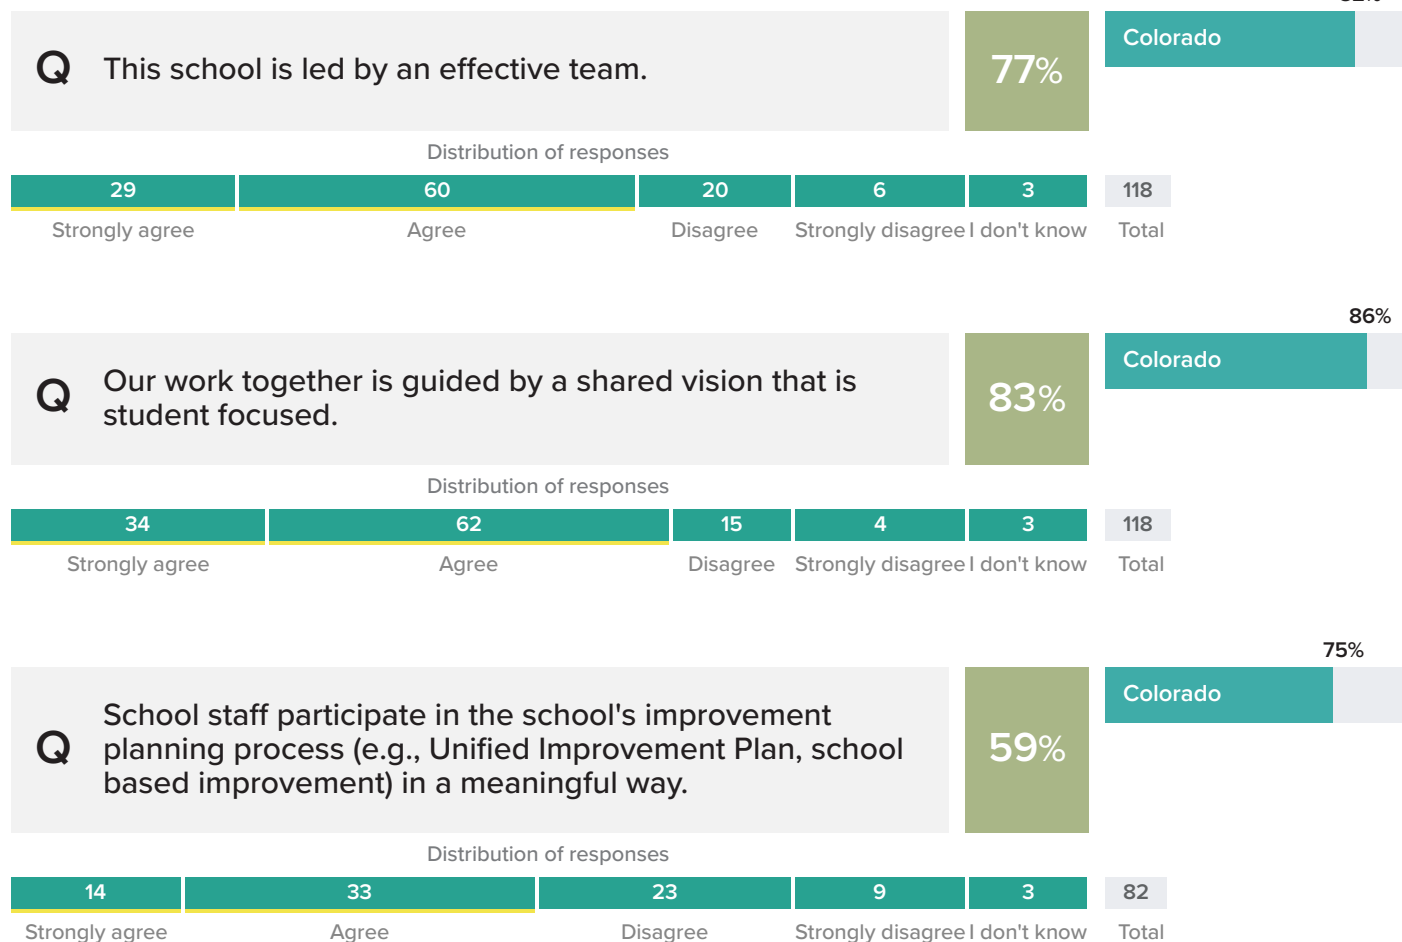 Q This school is led by an effective team.
77%
Colorado
Distribution of responses
29 60 20 6 3 118
Strongly agree Agree Disagree Strongly disagree I don't know Total
86%
Q Our work together is guided by a shared vision that is
student focused.
83%
Colorado
Distribution of responses
34 62 15 4 3 118
Strongly agree Agree Disagree Strongly disagree I don't know Total
75%
Q School staff participate in the school's improvement
planning process (e.g., Unified Improvement Plan, school
based improvement) in a meaningful way.
59%
Colorado
Distribution of responses
14 33 23 9 3 82
Strongly agree Agree Disagree Strongly disagree I don't know Total